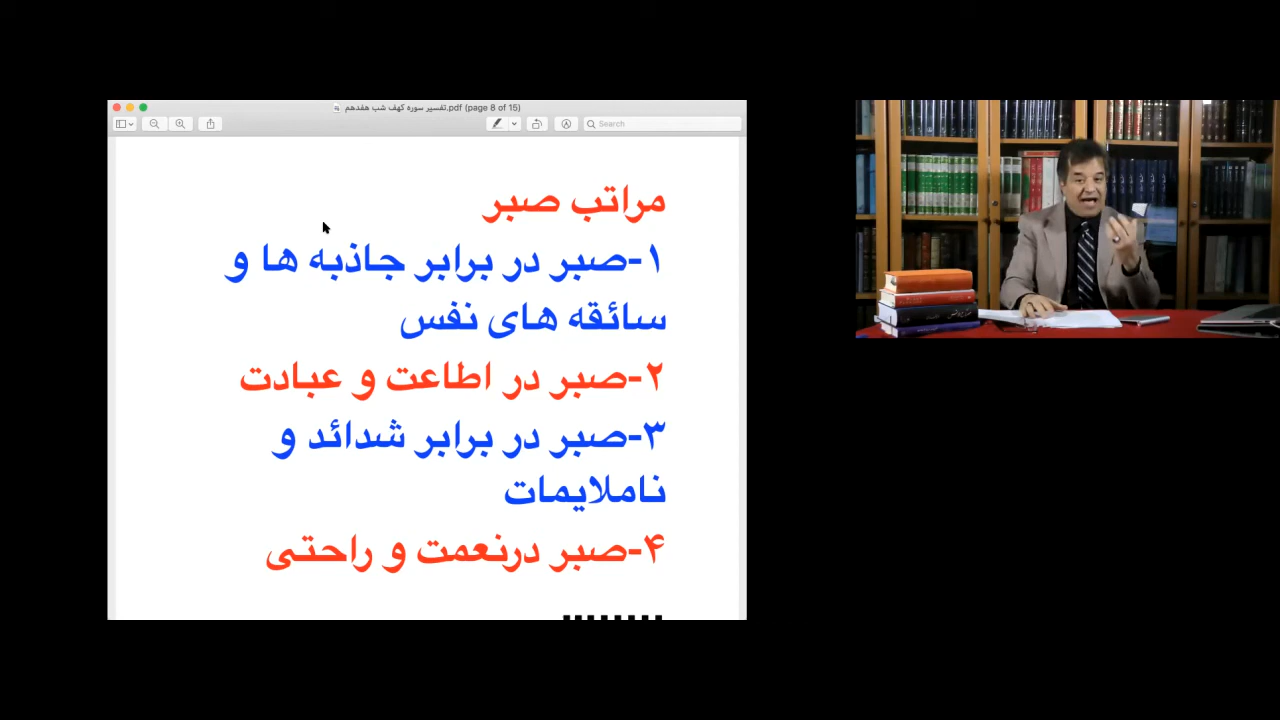 تفسیر سوره کهف شب هفدهم.pdf (page 8 of 15)
Search
مراتب صبر
۱-صبر در برابر جاذبه ها و
سائقه های نفس
۲-صبر در اطاعت و عبادت
۳-صبر در برابر شدائد و
ناملایمات
۴-صبر درنعمت و راحتی